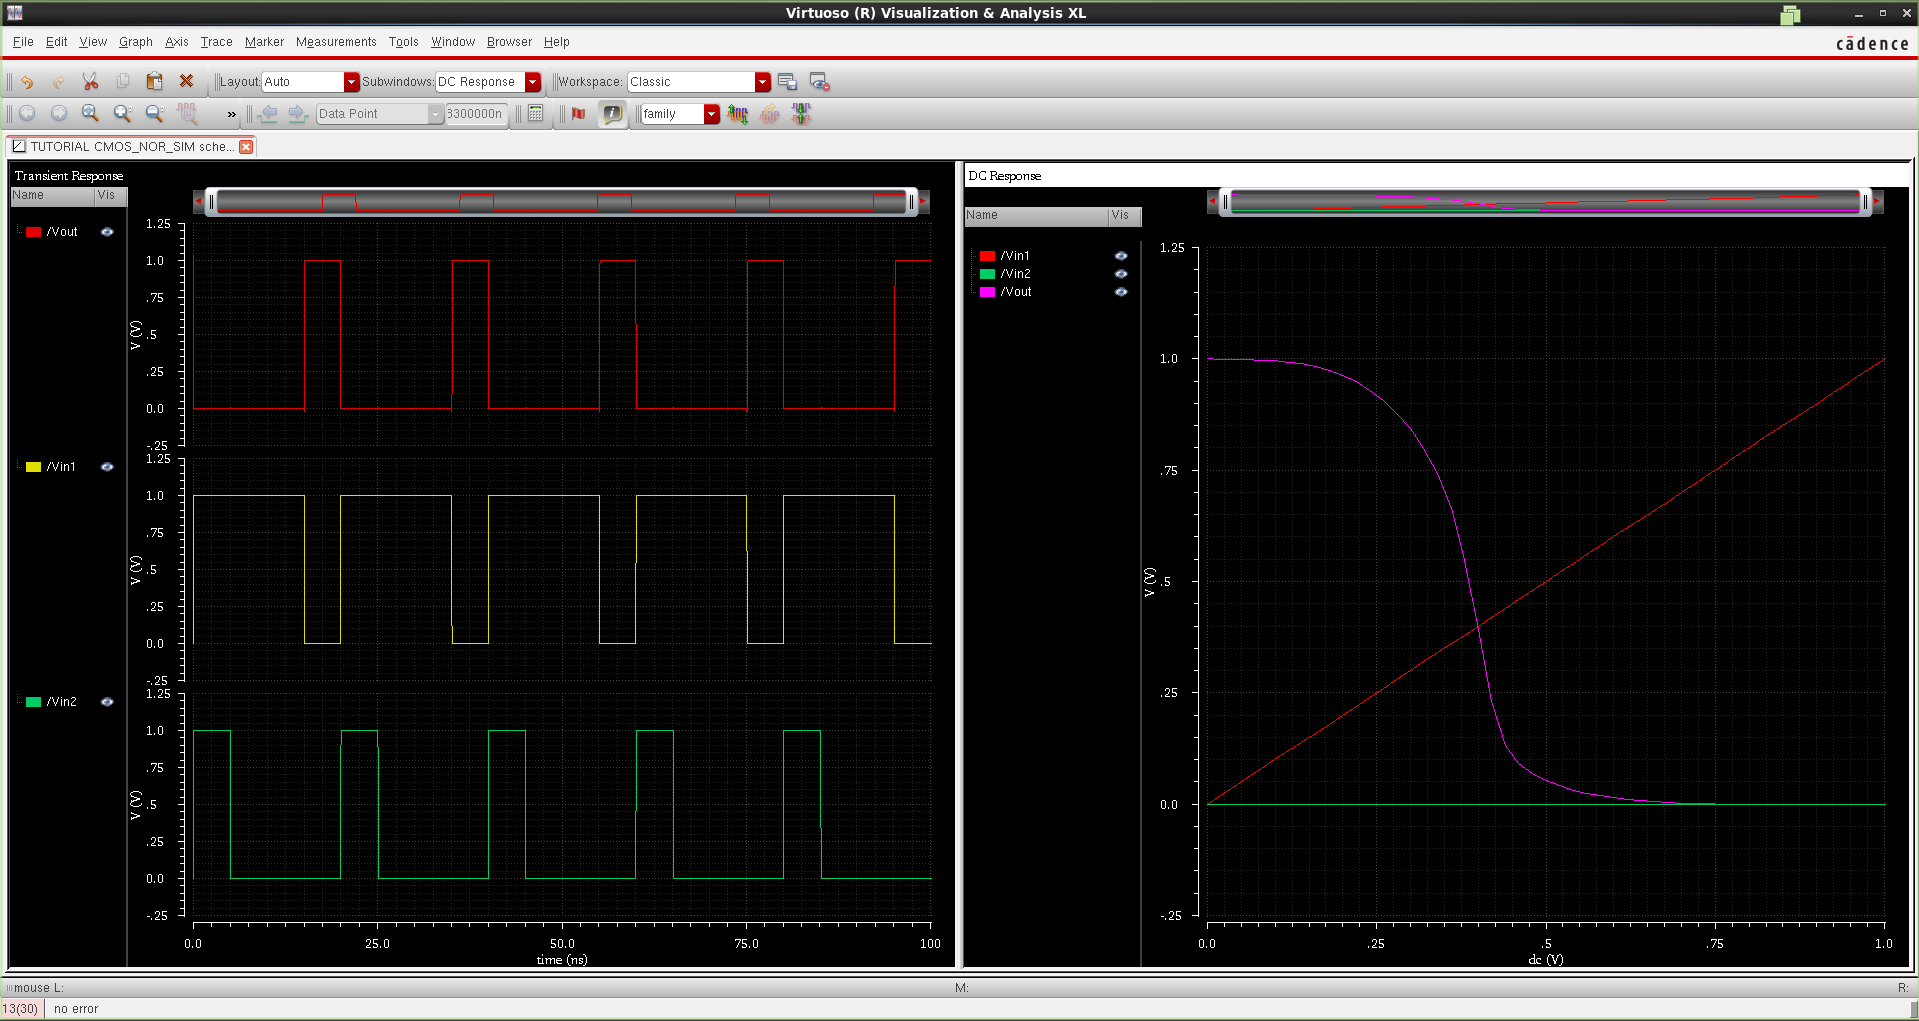 Virtuoso (R) Visualization & Analysis XL
File Edit View Graph Axis Trace Marker Measurements Tools Window Browser Help
cādence
Layout: Auto Subwindows: DC Response Workspace: Classic
» Data Point 3300000n family
TUTORIAL CMOS_NOR_SIM sche...
Transient Response
Name Vis
/Vout
1.25
1.0
.75
.5
.25
0.0
-.25
V (V)
/Vin1
1.25
1.0
.75
.5
.25
0.0
-.25
V (V)
/Vin2
1.25
1.0
.75
.5
.25
0.0
-.25
V (V)
0.0 25.0 50.0 75.0 100
time (ns)
DC Response
Name Vis
/Vin1
/Vin2
/Vout
1.25
1.0
.75
.5
.25
0.0
-.25
V (V)
0.0 .25 .5 .75 1.0
dc (V)
mouse L: M: R:
13(30) no error